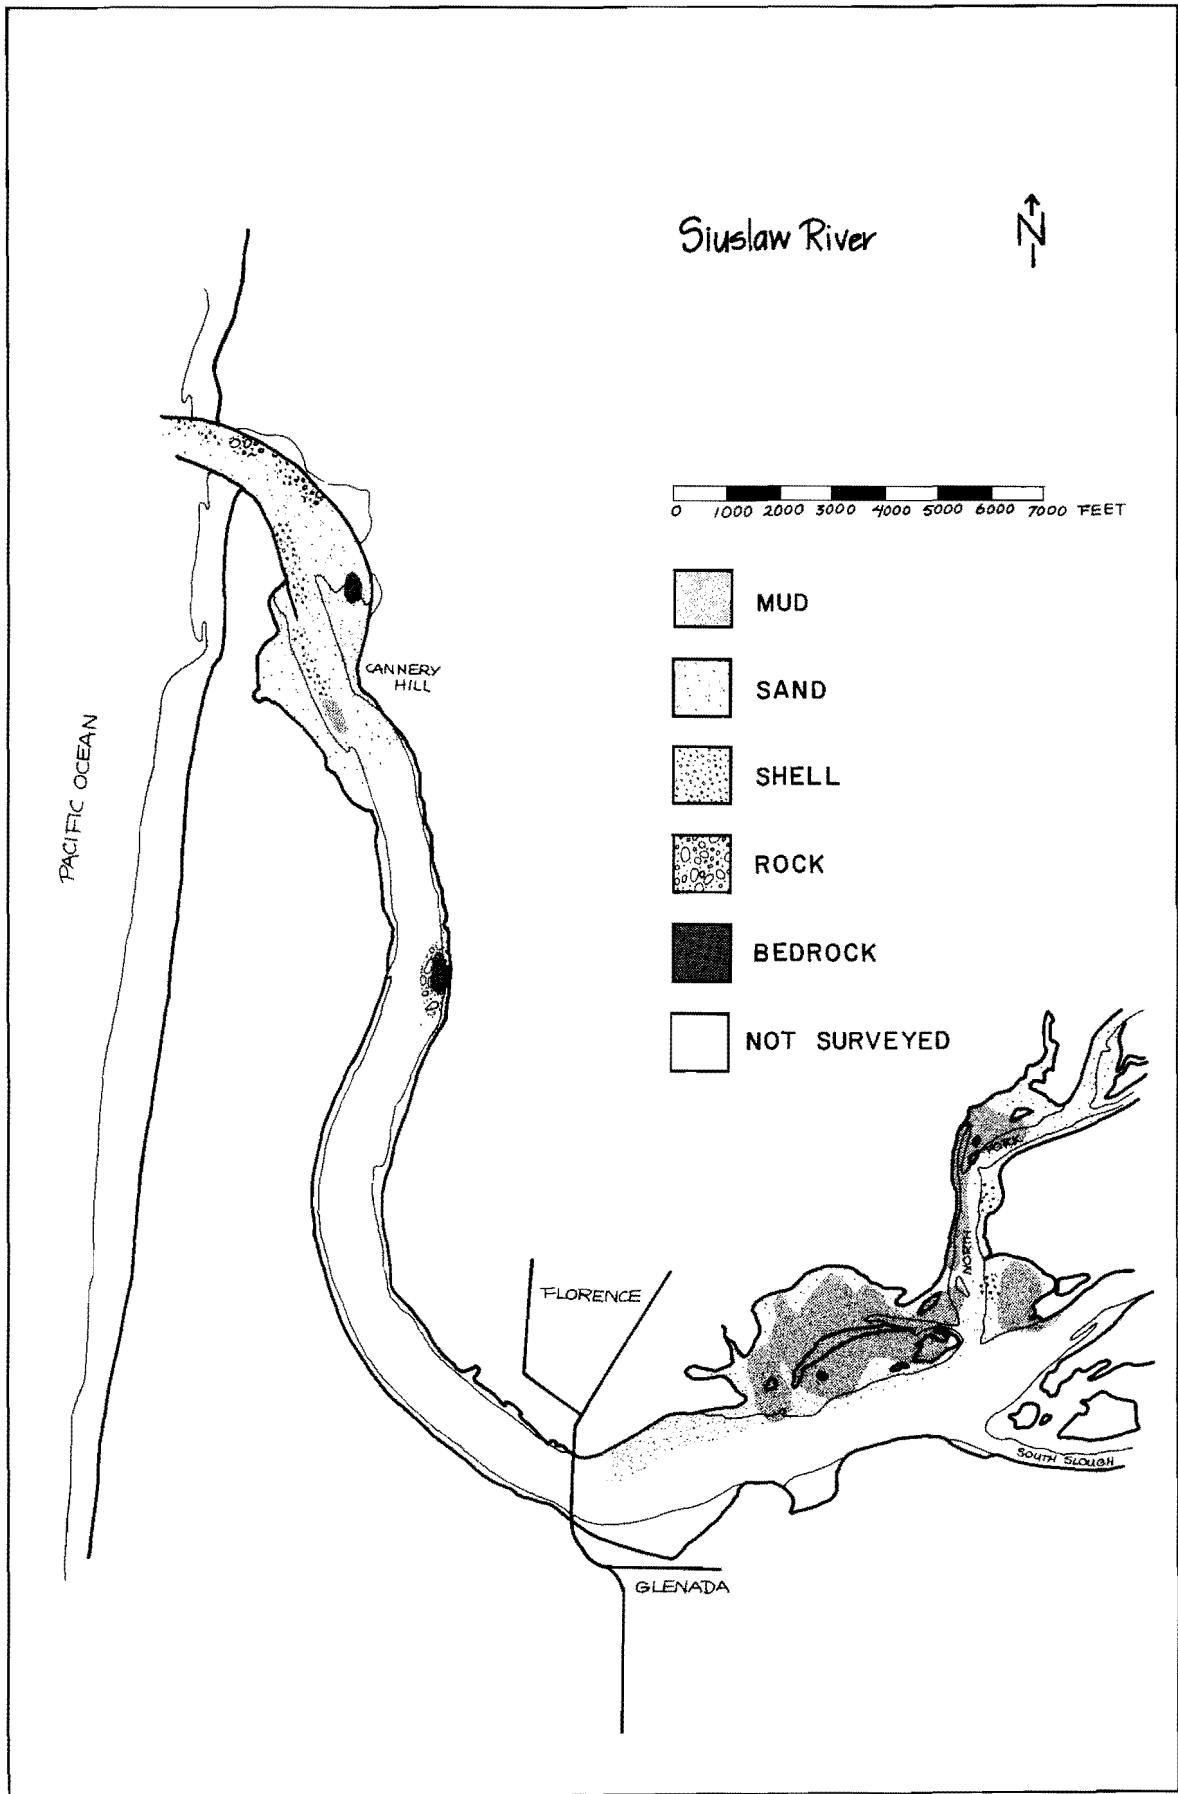 Siuslaw River
N
0 1000 2000 3000 4000 5000 6000 7000 FEET
MUD
SAND
SHELL
ROCK
BEDROCK
NOT SURVEYED
CANNERY
HILL
PACIFIC OCEAN
FORK
NORTH
FLORENCE
SOUTH SLOUGH
GLENADA